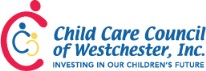 Child Care Council
of Westchester, Inc.
INVESTING IN OUR CHILDREN'S FUTURE